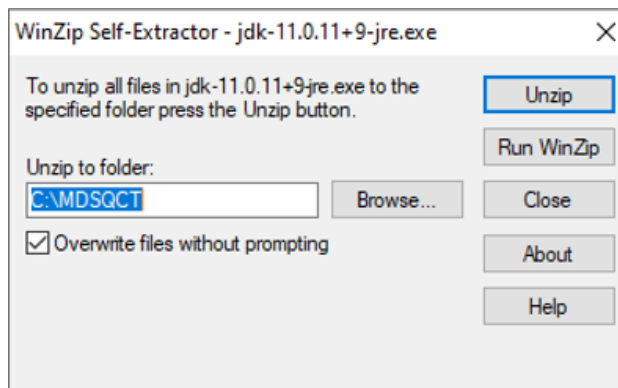 WinZip Self-Extractor - jdk-11.0.11+9-jre.exe
To unzip all files in jdk-11.0.11+9-jre.exe to the
specified folder press the Unzip button.
Unzip to folder:
C:\MDSQCT
Browse...
Overwrite files without prompting
Unzip
Run WinZip
Close
About
Help